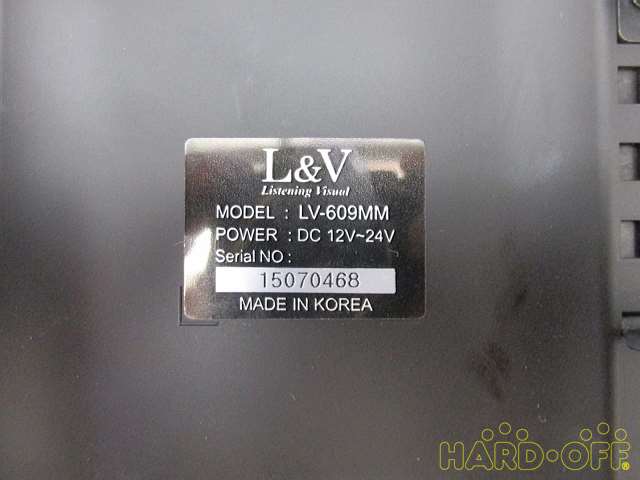 L&V
Listening Visual
MODEL : LV-609MM
POWER : DC 12V~24V
Serial NO :
15070468
MADE IN KOREA
HARD-OFF